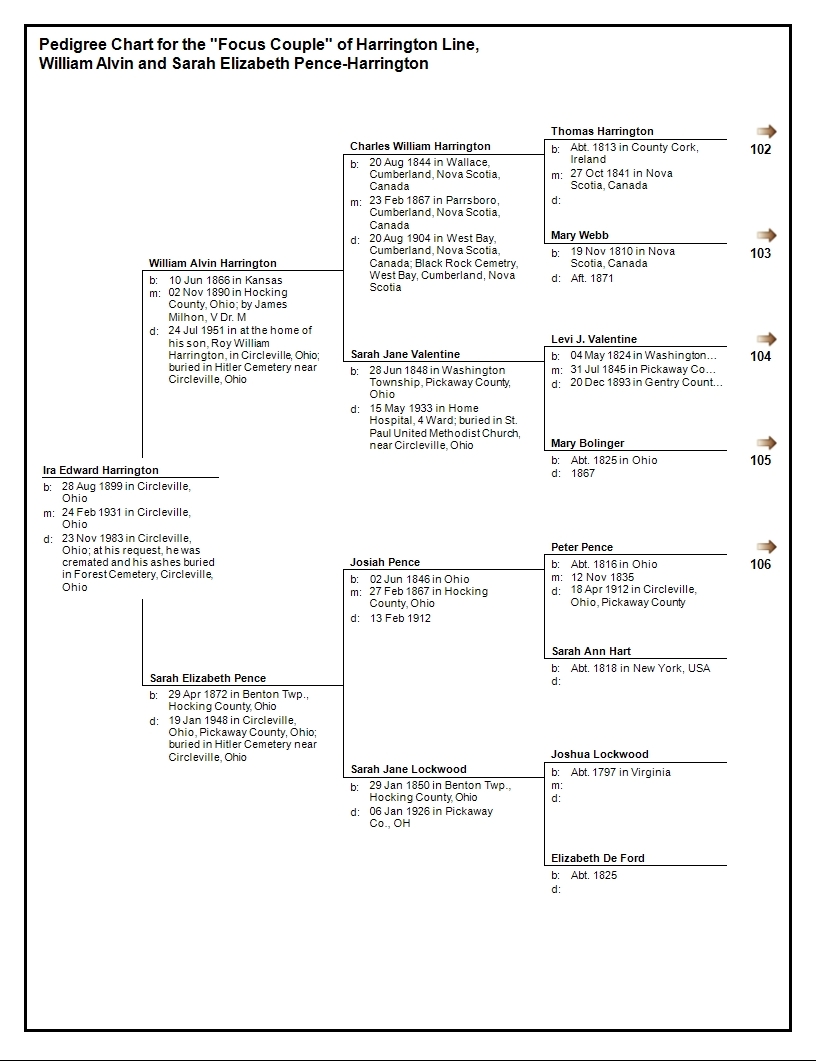 Pedigree Chart for the "Focus Couple" of Harrington Line,
William Alvin and Sarah Elizabeth Pence-Harrington
Ira Edward Harrington
b: 28 Aug 1899 in Circleville,
Ohio
m: 24 Feb 1931 in Circleville,
Ohio
d: 23 Nov 1983 in Circleville,
Ohio; at his request, he was
cremated and his ashes buried
in Forest Cemetery, Circleville,
Ohio
William Alvin Harrington
b: 10 Jun 1866 in Kansas
m: 02 Nov 1890 in Hocking
County, Ohio; by James
Milhon, V Dr. M
d: 24 Jul 1951 in at the home of
his son, Roy William
Harrington, in Circleville, Ohio;
buried in Hitler Cemetery near
Circleville, Ohio
Sarah Elizabeth Pence
b: 29 Apr 1872 in Benton Twp.,
Hocking County, Ohio
d: 19 Jan 1948 in Circleville,
Ohio, Pickaway County, Ohio;
buried in Hitler Cemetery near
Circleville, Ohio
Charles William Harrington
b: 20 Aug 1844 in Wallace,
Cumberland, Nova Scotia,
Canada
m: 23 Feb 1867 in Parrsboro,
Cumberland, Nova Scotia,
Canada
d: 20 Aug 1904 in West Bay,
Cumberland, Nova Scotia,
Canada; Black Rock Cemetry,
West Bay, Cumberland, Nova
Scotia
Sarah Jane Valentine
b: 28 Jun 1848 in Washington
Township, Pickaway County,
Ohio
d: 15 May 1933 in Home
Hospital, 4 Ward; buried in St.
Paul United Methodist Church,
near Circleville, Ohio
Josiah Pence
b: 02 Jun 1846 in Ohio
m: 27 Feb 1867 in Hocking
County, Ohio
d: 13 Feb 1912
Sarah Jane Lockwood
b: 29 Jan 1850 in Benton Twp.,
Hocking County, Ohio
d: 06 Jan 1926 in Pickaway
Co., OH
Thomas Harrington
b: Abt. 1813 in County Cork,
Ireland
m: 27 Oct 1841 in Nova
Scotia, Canada
d:
102
Mary Webb
b: 19 Nov 1810 in Nova
Scotia, Canada
d: Aft. 1871
103
Levi J. Valentine
b: 04 May 1824 in Washington...
m: 31 Jul 1845 in Pickaway Co...
d: 20 Dec 1893 in Gentry Count...
104
Mary Bolinger
b: Abt. 1825 in Ohio
d: 1867
105
Peter Pence
b: Abt. 1816 in Ohio
m: 12 Nov 1835
d: 18 Apr 1912 in Circleville,
Ohio, Pickaway County
106
Sarah Ann Hart
b: Abt. 1818 in New York, USA
d:
Joshua Lockwood
b: Abt. 1797 in Virginia
m:
d:
Elizabeth De Ford
b: Abt. 1825
d: